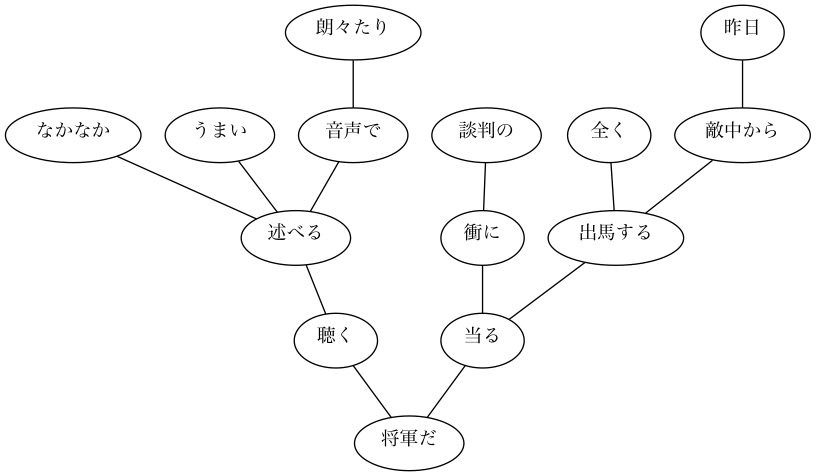 朗々たり
昨日
なかなか
うまい
音声で
談判の
全く
敵中から
述べる
衝に
出馬する
聴く
当る
将軍だ